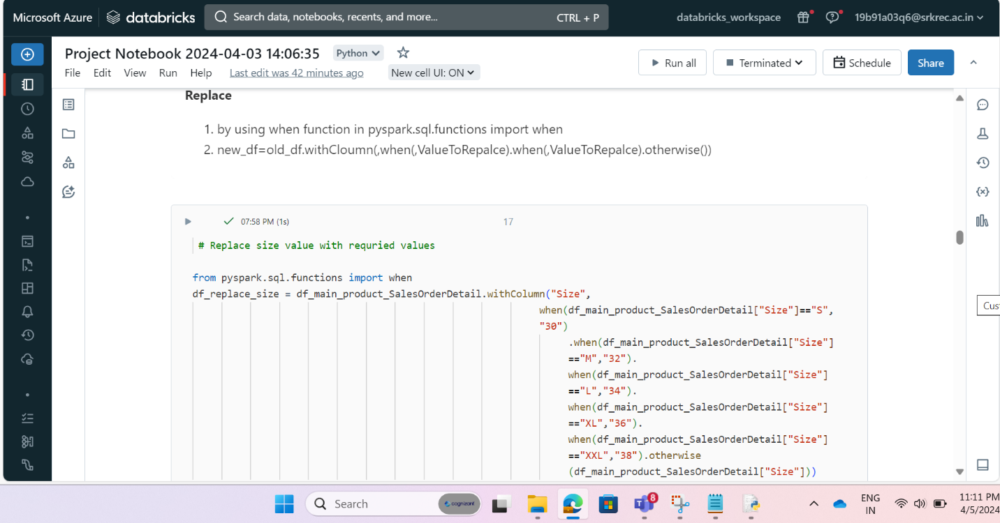 Microsoft Azure databricks Search data, notebooks, recents, and more... CTRL + P databricks_workspace 19b91a03q6@srkrec.ac.in
Project Notebook 2024-04-03 14:06:35 Python
Run all Terminated Schedule Share
File Edit View Run Help Last edit was 42 minutes ago New cell UI: ON
Replace
1. by using when function in pyspark.sql.functions import when
2. new_df=old_df.withCloumn(,when(,ValueToRepalce).when(,ValueToRepalce).otherwise())
07:58 PM (1s) 17
# Replace size value with requried values
from pyspark.sql.functions import when
df_replace_size = df_main_product_SalesOrderDetail.withColumn("Size",
when(df_main_product_SalesOrderDetail["Size"]=="S",
"30")
.when(df_main_product_SalesOrderDetail["Size"]
=="M","32").
when(df_main_product_SalesOrderDetail["Size"]
=="L","34").
when(df_main_product_SalesOrderDetail["Size"]
=="XL","36").
when(df_main_product_SalesOrderDetail["Size"]
=="XXL","38").otherwise
(df_main_product_SalesOrderDetail["Size"]))
{x}
Cust
Search cognizant 8 ENG
IN
11:11 PM
4/5/2024